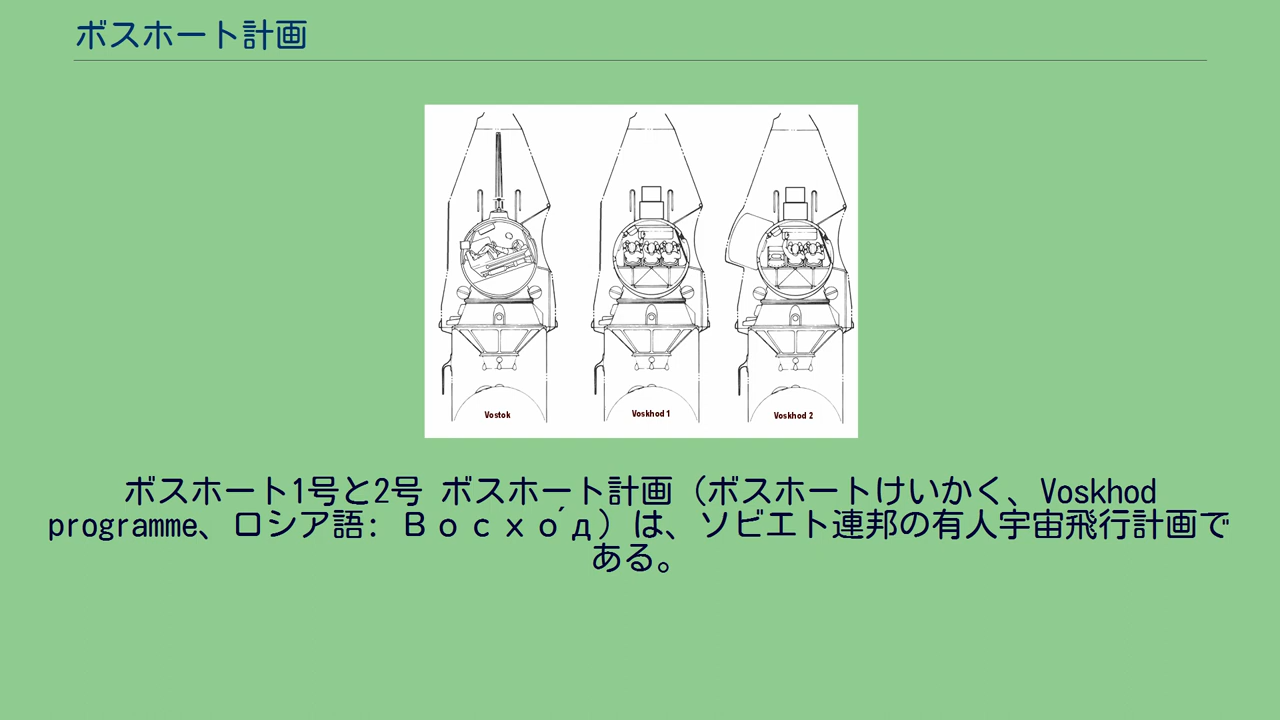 ボスホート計画
Vostok
Voskhod 1
Voskhod 2
ボスホート1号と2号 ボスホート計画（ボスホートけいかく、Voskhod
programme、ロシア語: Восхо́д）は、ソビエト連邦の有人宇宙飛行計画で
ある。